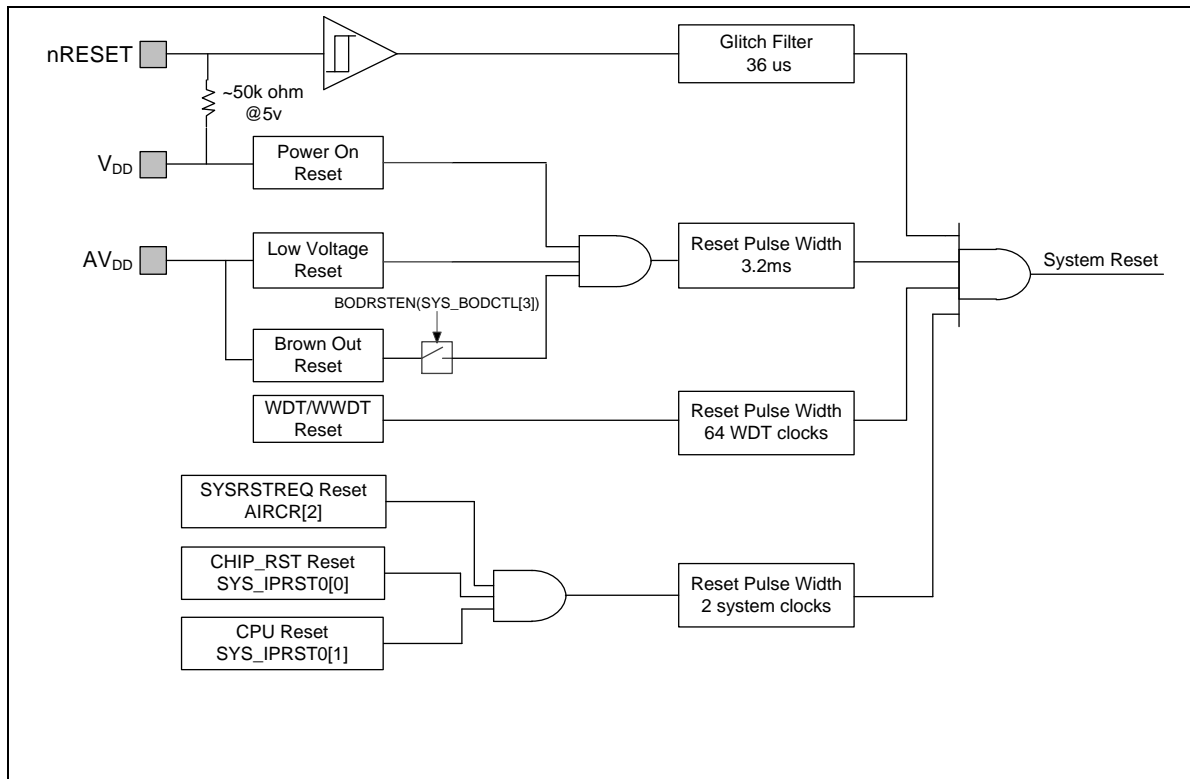 nRESET
Glitch Filter
36 us
~50k ohm
@5v
VDD
Power On
Reset
AVDD
Low Voltage
Reset
Reset Pulse Width
3.2ms
System Reset
BODRSTEN(SYS_BODCTL[3])
Brown Out
Reset
WDT/WWDT
Reset
Reset Pulse Width
64 WDT clocks
SYSRSTREQ Reset
AIRCR[2]
CHIP_RST Reset
SYS_IPRST0[0]
Reset Pulse Width
2 system clocks
CPU Reset
SYS_IPRST0[1]